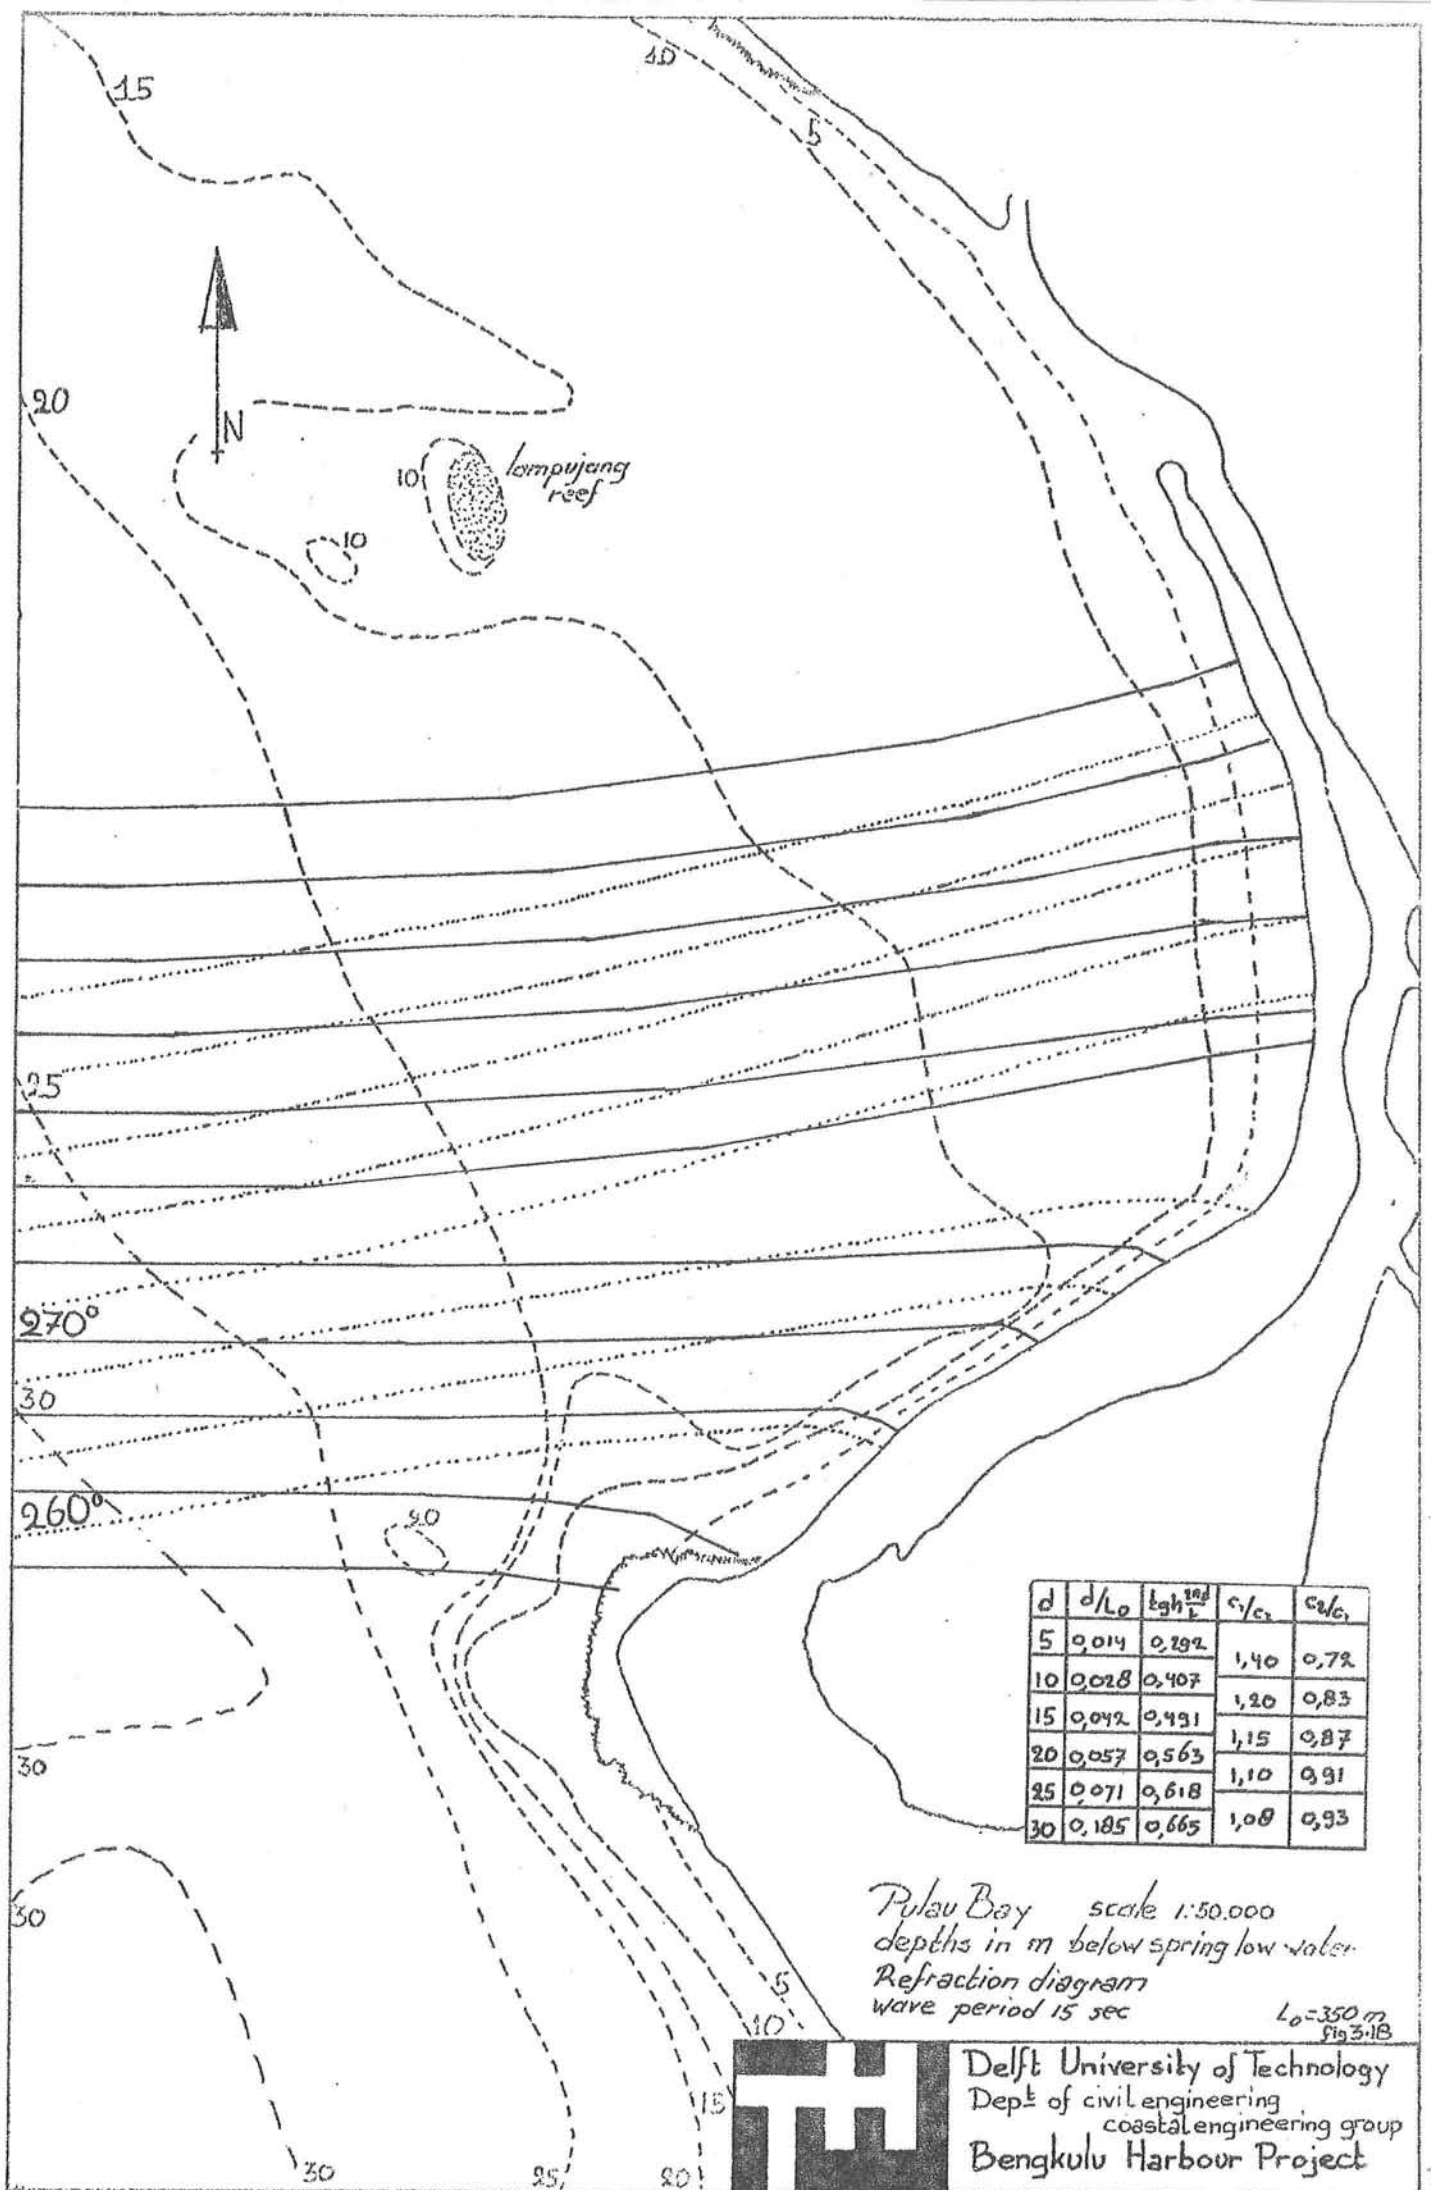 10
15
5
20
N
10
lompujang
reef
10
25
270°
30
260°
20
d d/L₀ tgh 2πd/L c₁/c₂ c₂/c₁
5 0,014 0,292
1,40 0,72
10 0,028 0,407
1,20 0,83
15 0,042 0,491
1,15 0,87
20 0,057 0,563
1,10 0,91
25 0,071 0,618
1,08 0,93
30 0,185 0,665
30
30
Pulau Bay scale 1:50.000
depths in m below spring low water
Refraction diagram
wave period 15 sec L₀=350 m
fig 3.1B
5
10
15
30
25
20
Delft University of Technology
Dept of civil engineering
coastal engineering group
Bengkulu Harbour Project